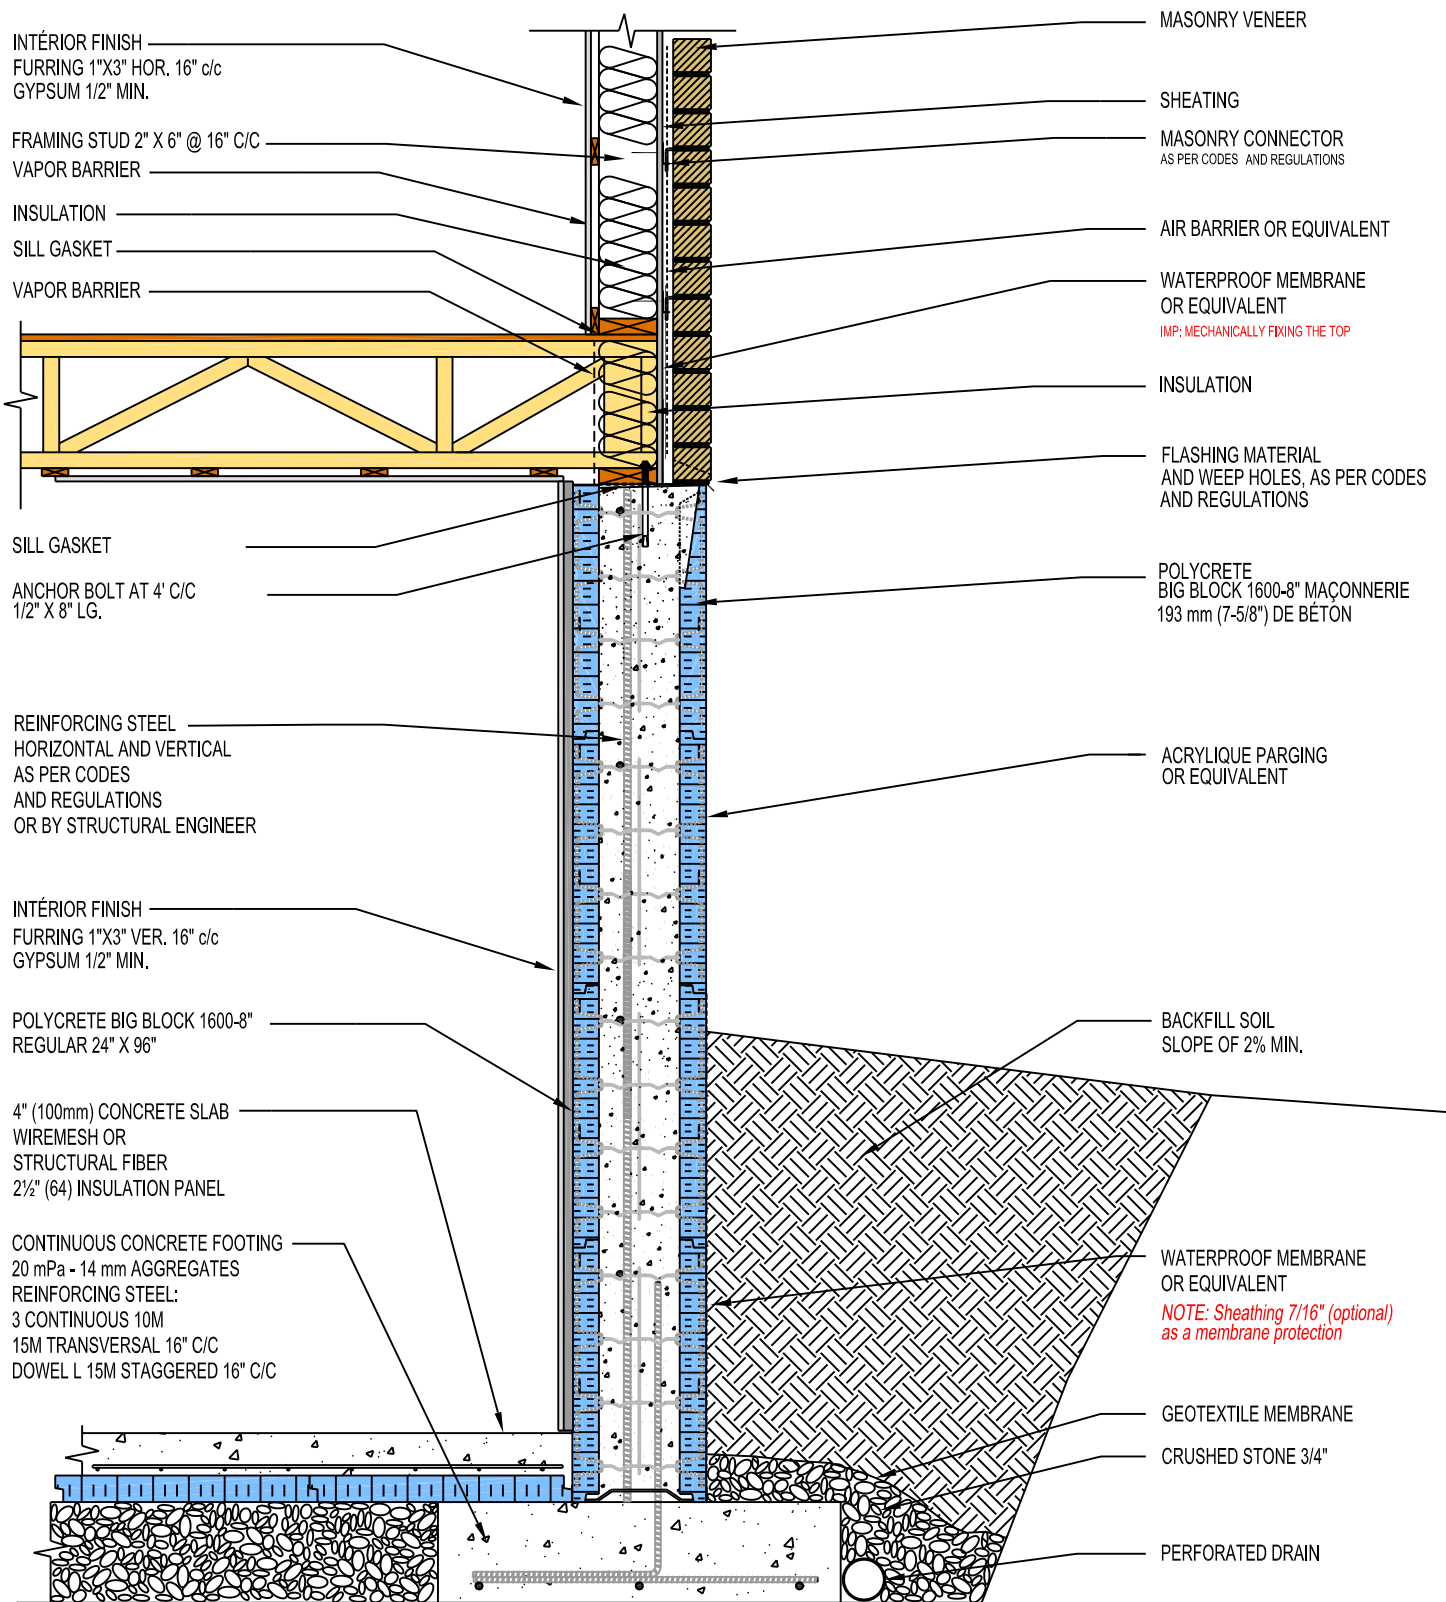 INTÉRIOR FINISH
FURRING 1"X3" HOR. 16" c/c
GYPSUM 1/2" MIN.
FRAMING STUD 2" X 6" @ 16" C/C
VAPOR BARRIER
INSULATION
SILL GASKET
VAPOR BARRIER
SILL GASKET
ANCHOR BOLT AT 4' C/C
1/2" X 8" LG.
REINFORCING STEEL
HORIZONTAL AND VERTICAL
AS PER CODES
AND REGULATIONS
OR BY STRUCTURAL ENGINEER
INTÉRIOR FINISH
FURRING 1"X3" VER. 16" c/c
GYPSUM 1/2" MIN.
POLYCRETE BIG BLOCK 1600-8"
REGULAR 24" X 96"
4" (100mm) CONCRETE SLAB
WIREMESH OR
STRUCTURAL FIBER
2½" (64) INSULATION PANEL
CONTINUOUS CONCRETE FOOTING
20 mPa - 14 mm AGGREGATES
REINFORCING STEEL:
3 CONTINUOUS 10M
15M TRANSVERSAL 16" C/C
DOWEL L 15M STAGGERED 16" C/C
MASONRY VENEER
SHEATING
MASONRY CONNECTOR
AS PER CODES AND REGULATIONS
AIR BARRIER OR EQUIVALENT
WATERPROOF MEMBRANE
OR EQUIVALENT
IMP: MECHANICALLY FIXING THE TOP
INSULATION
FLASHING MATERIAL
AND WEEP HOLES, AS PER CODES
AND REGULATIONS
POLYCRETE
BIG BLOCK 1600-8" MAÇONNERIE
193 mm (7-5/8") DE BÉTON
ACRYLIQUE PARGING
OR EQUIVALENT
BACKFILL SOIL
SLOPE OF 2% MIN.
WATERPROOF MEMBRANE
OR EQUIVALENT
NOTE: Sheathing 7/16" (optional)
as a membrane protection
GEOTEXTILE MEMBRANE
CRUSHED STONE 3/4"
PERFORATED DRAIN